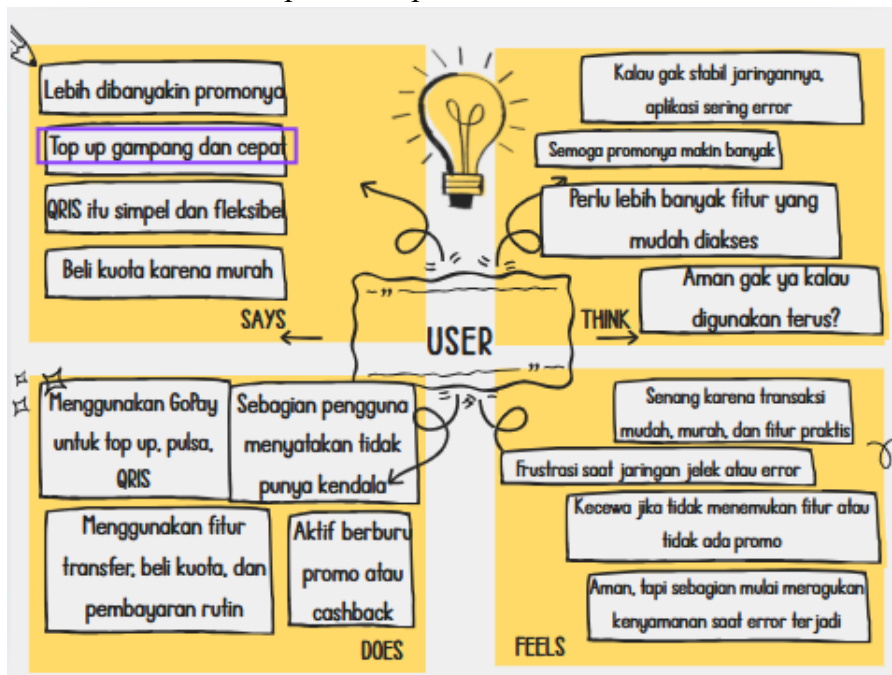 Lebih dibanyakin promonya
Top up gampang dan cepat
QRIS itu simpel dan fleksibel
Beli kuota karena murah
SAYS
Kalau gak stabil jaringannya,
aplikasi sering error
Semoga promonya makin banyak
Perlu lebih banyak fitur yang
mudah diakses
Aman gak ya kalau
digunakan terus?
THINK
USER
Menggunakan GoPay
untuk top up, pulsa,
QRIS
Sebagian pengguna
menyatakan tidak
punya kendala
Menggunakan fitur
transfer, beli kuota, dan
pembayaran rutin
Aktif berburu
promo atau
cashback
DOES
Senang karena transaksi
mudah, murah, dan fitur praktis
Frustrasi saat jaringan jelek atau error
Kecewa jika tidak menemukan fitur atau
tidak ada promo
Aman, tapi sebagian mulai meragukan
kenyamanan saat error terjadi
FEELS